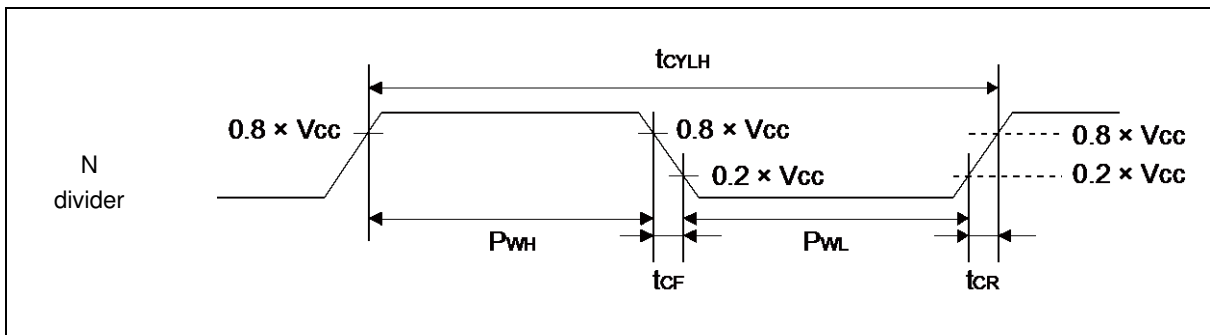 tCYLH
0.8 × VCC
0.8 × VCC
0.8 × VCC
N
divider
0.2 × VCC
0.2 × VCC
PWH
PWL
tCF
tCR